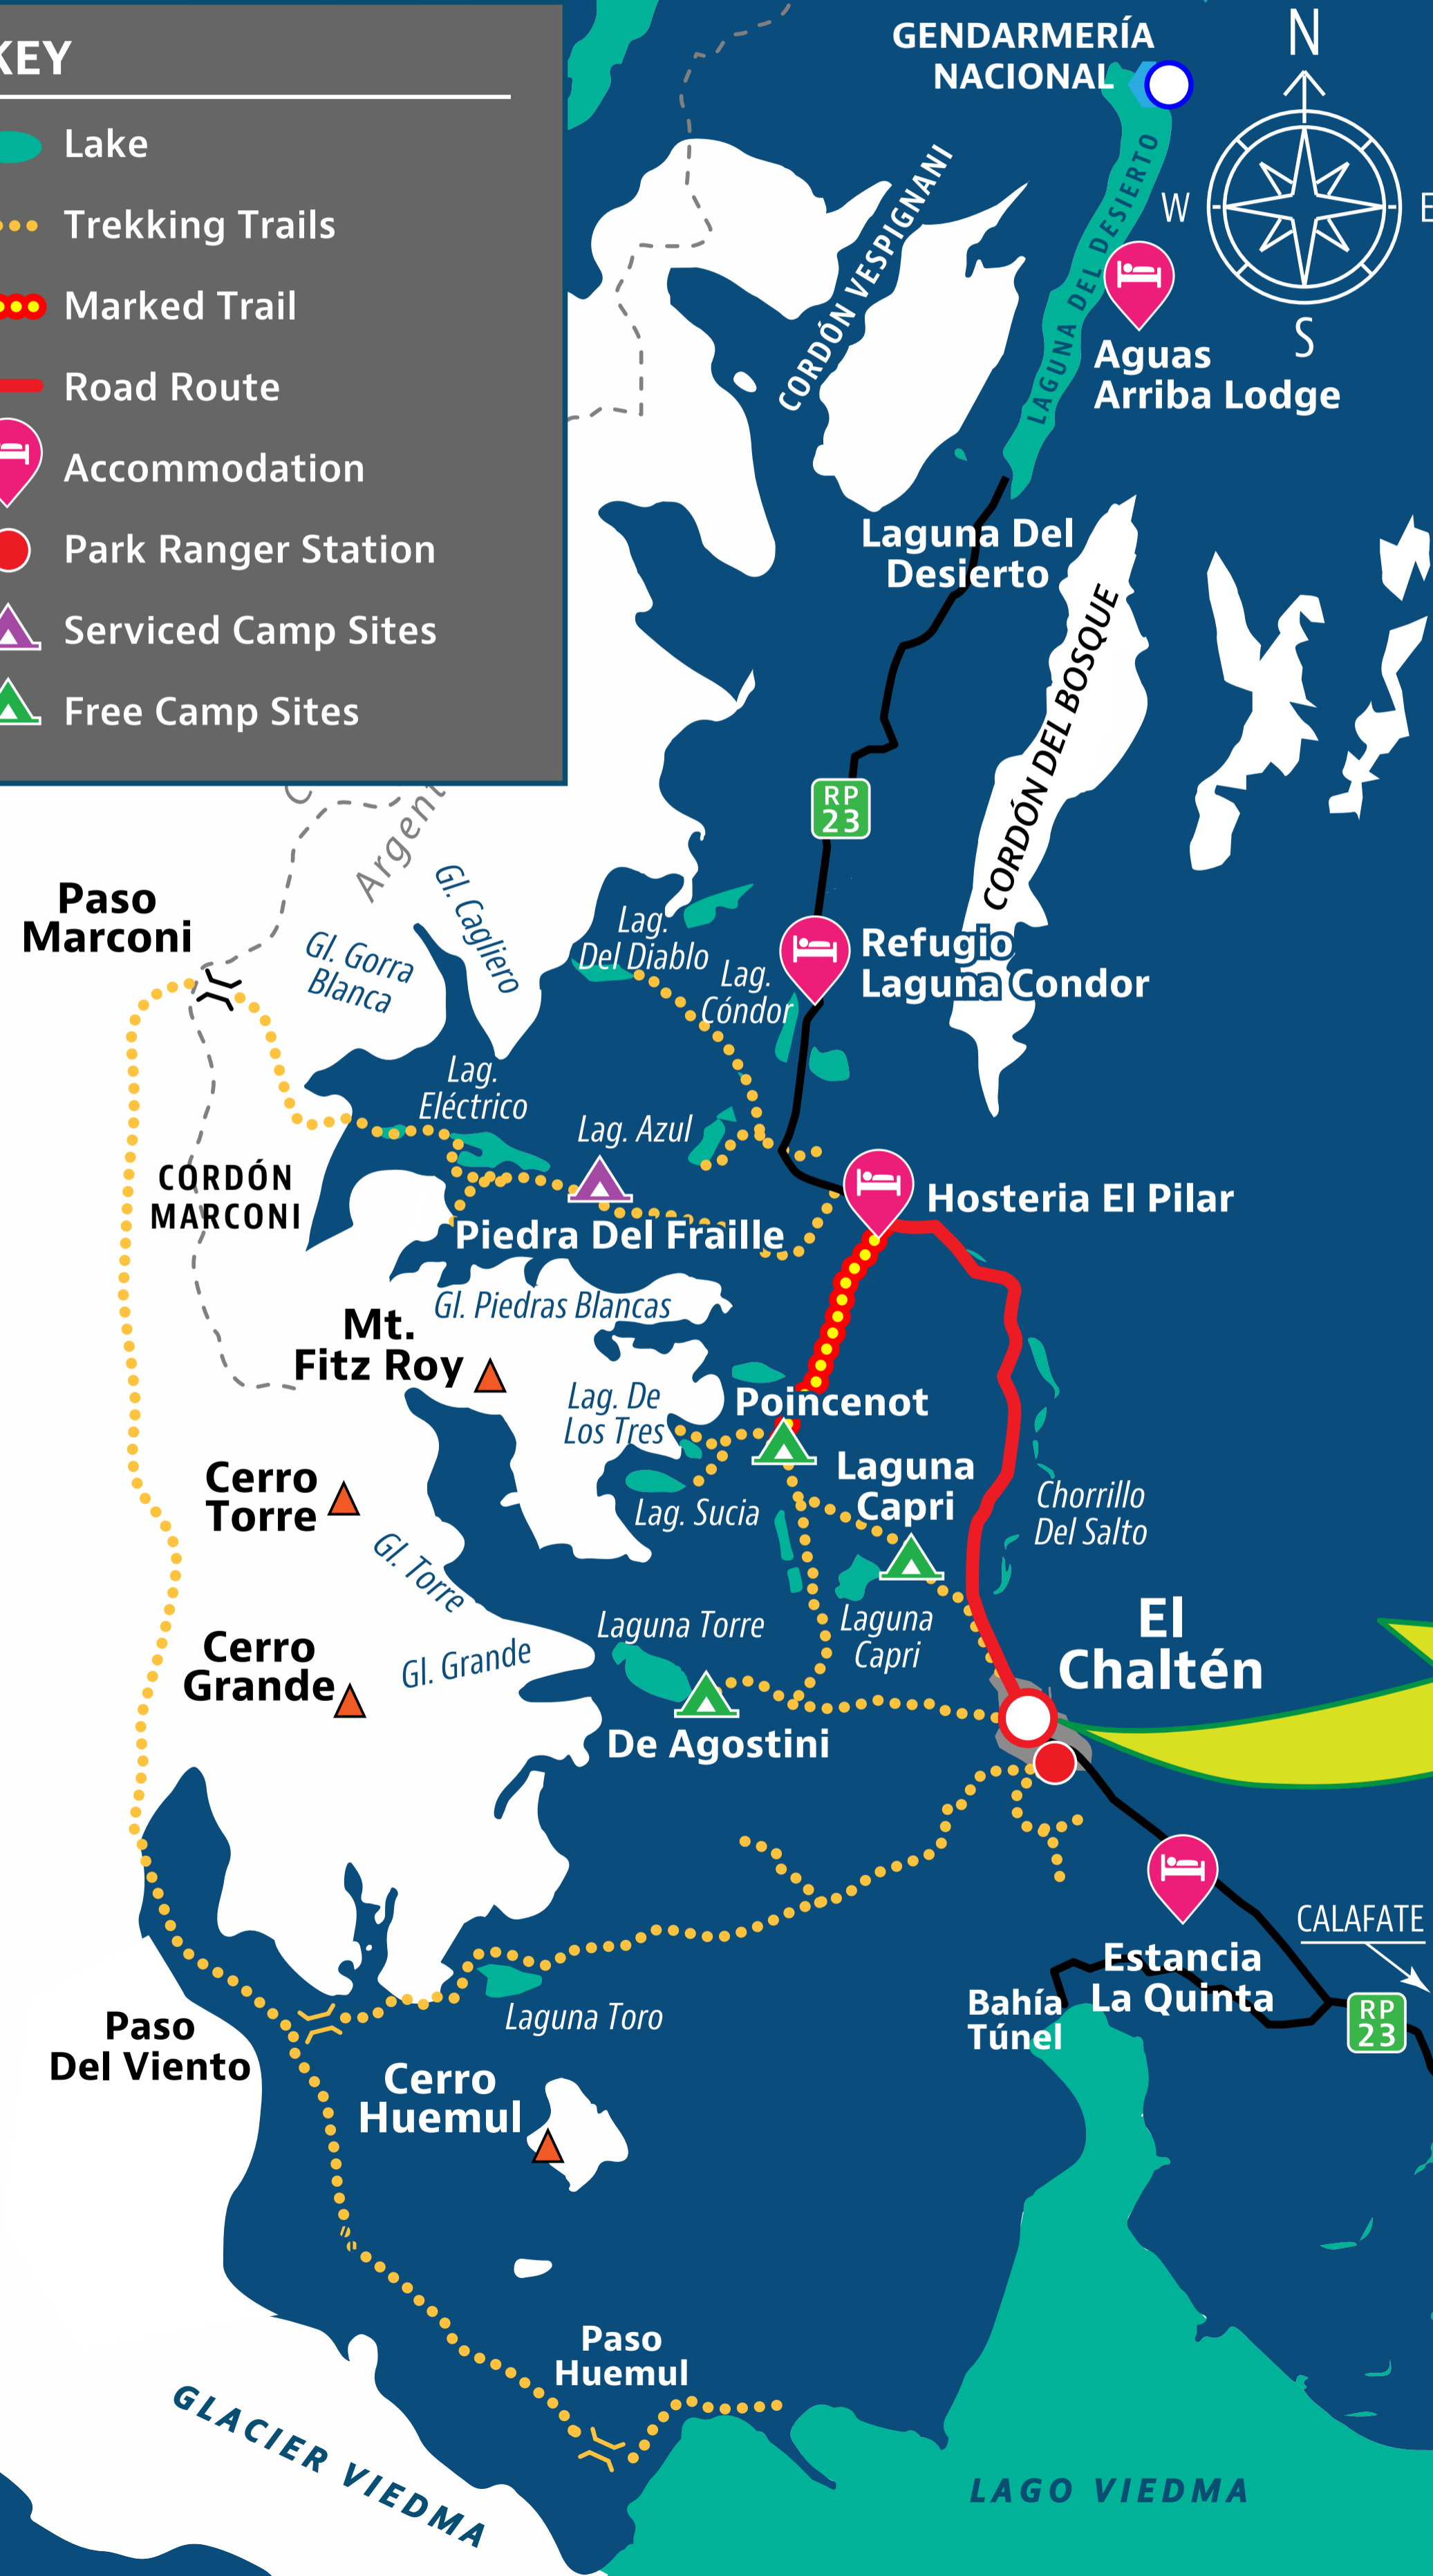 KEY
Lake
Trekking Trails
Marked Trail
Road Route
Accommodation
Park Ranger Station
Serviced Camp Sites
Free Camp Sites
GENDARMERÍA
NACIONAL
N
W
E
S
LAGUNA DEL DESIERTO
CORDÓN VESPIGNANI
Aguas
Arriba Lodge
Laguna Del
Desierto
CORDÓN DEL BOSQUE
RP
23
C
Argent
Paso
Marconi
Gl. Gorra
Blanca
Gl. Cagliero
Lag.
Del Diablo
Lag.
Cóndor
Refugio
Laguna Condor
Lag.
Eléctrico
Lag. Azul
CORDÓN
MARCONI
Piedra Del Fraille
Hosteria El Pilar
Gl. Piedras Blancas
Mt.
Fitz Roy
Lag. De
Los Tres
Poincenot
Laguna
Capri
Cerro
Torre
Lag. Sucia
Chorrillo
Del Salto
Gl. Torre
Laguna Torre
Laguna
Capri
El
Chaltén
Cerro
Grande
Gl. Grande
De Agostini
CALAFATE
Estancia
La Quinta
Bahía
Túnel
RP
23
Laguna Toro
Paso
Del Viento
Cerro
Huemul
Paso
Huemul
GLACIER VIEDMA
LAGO VIEDMA